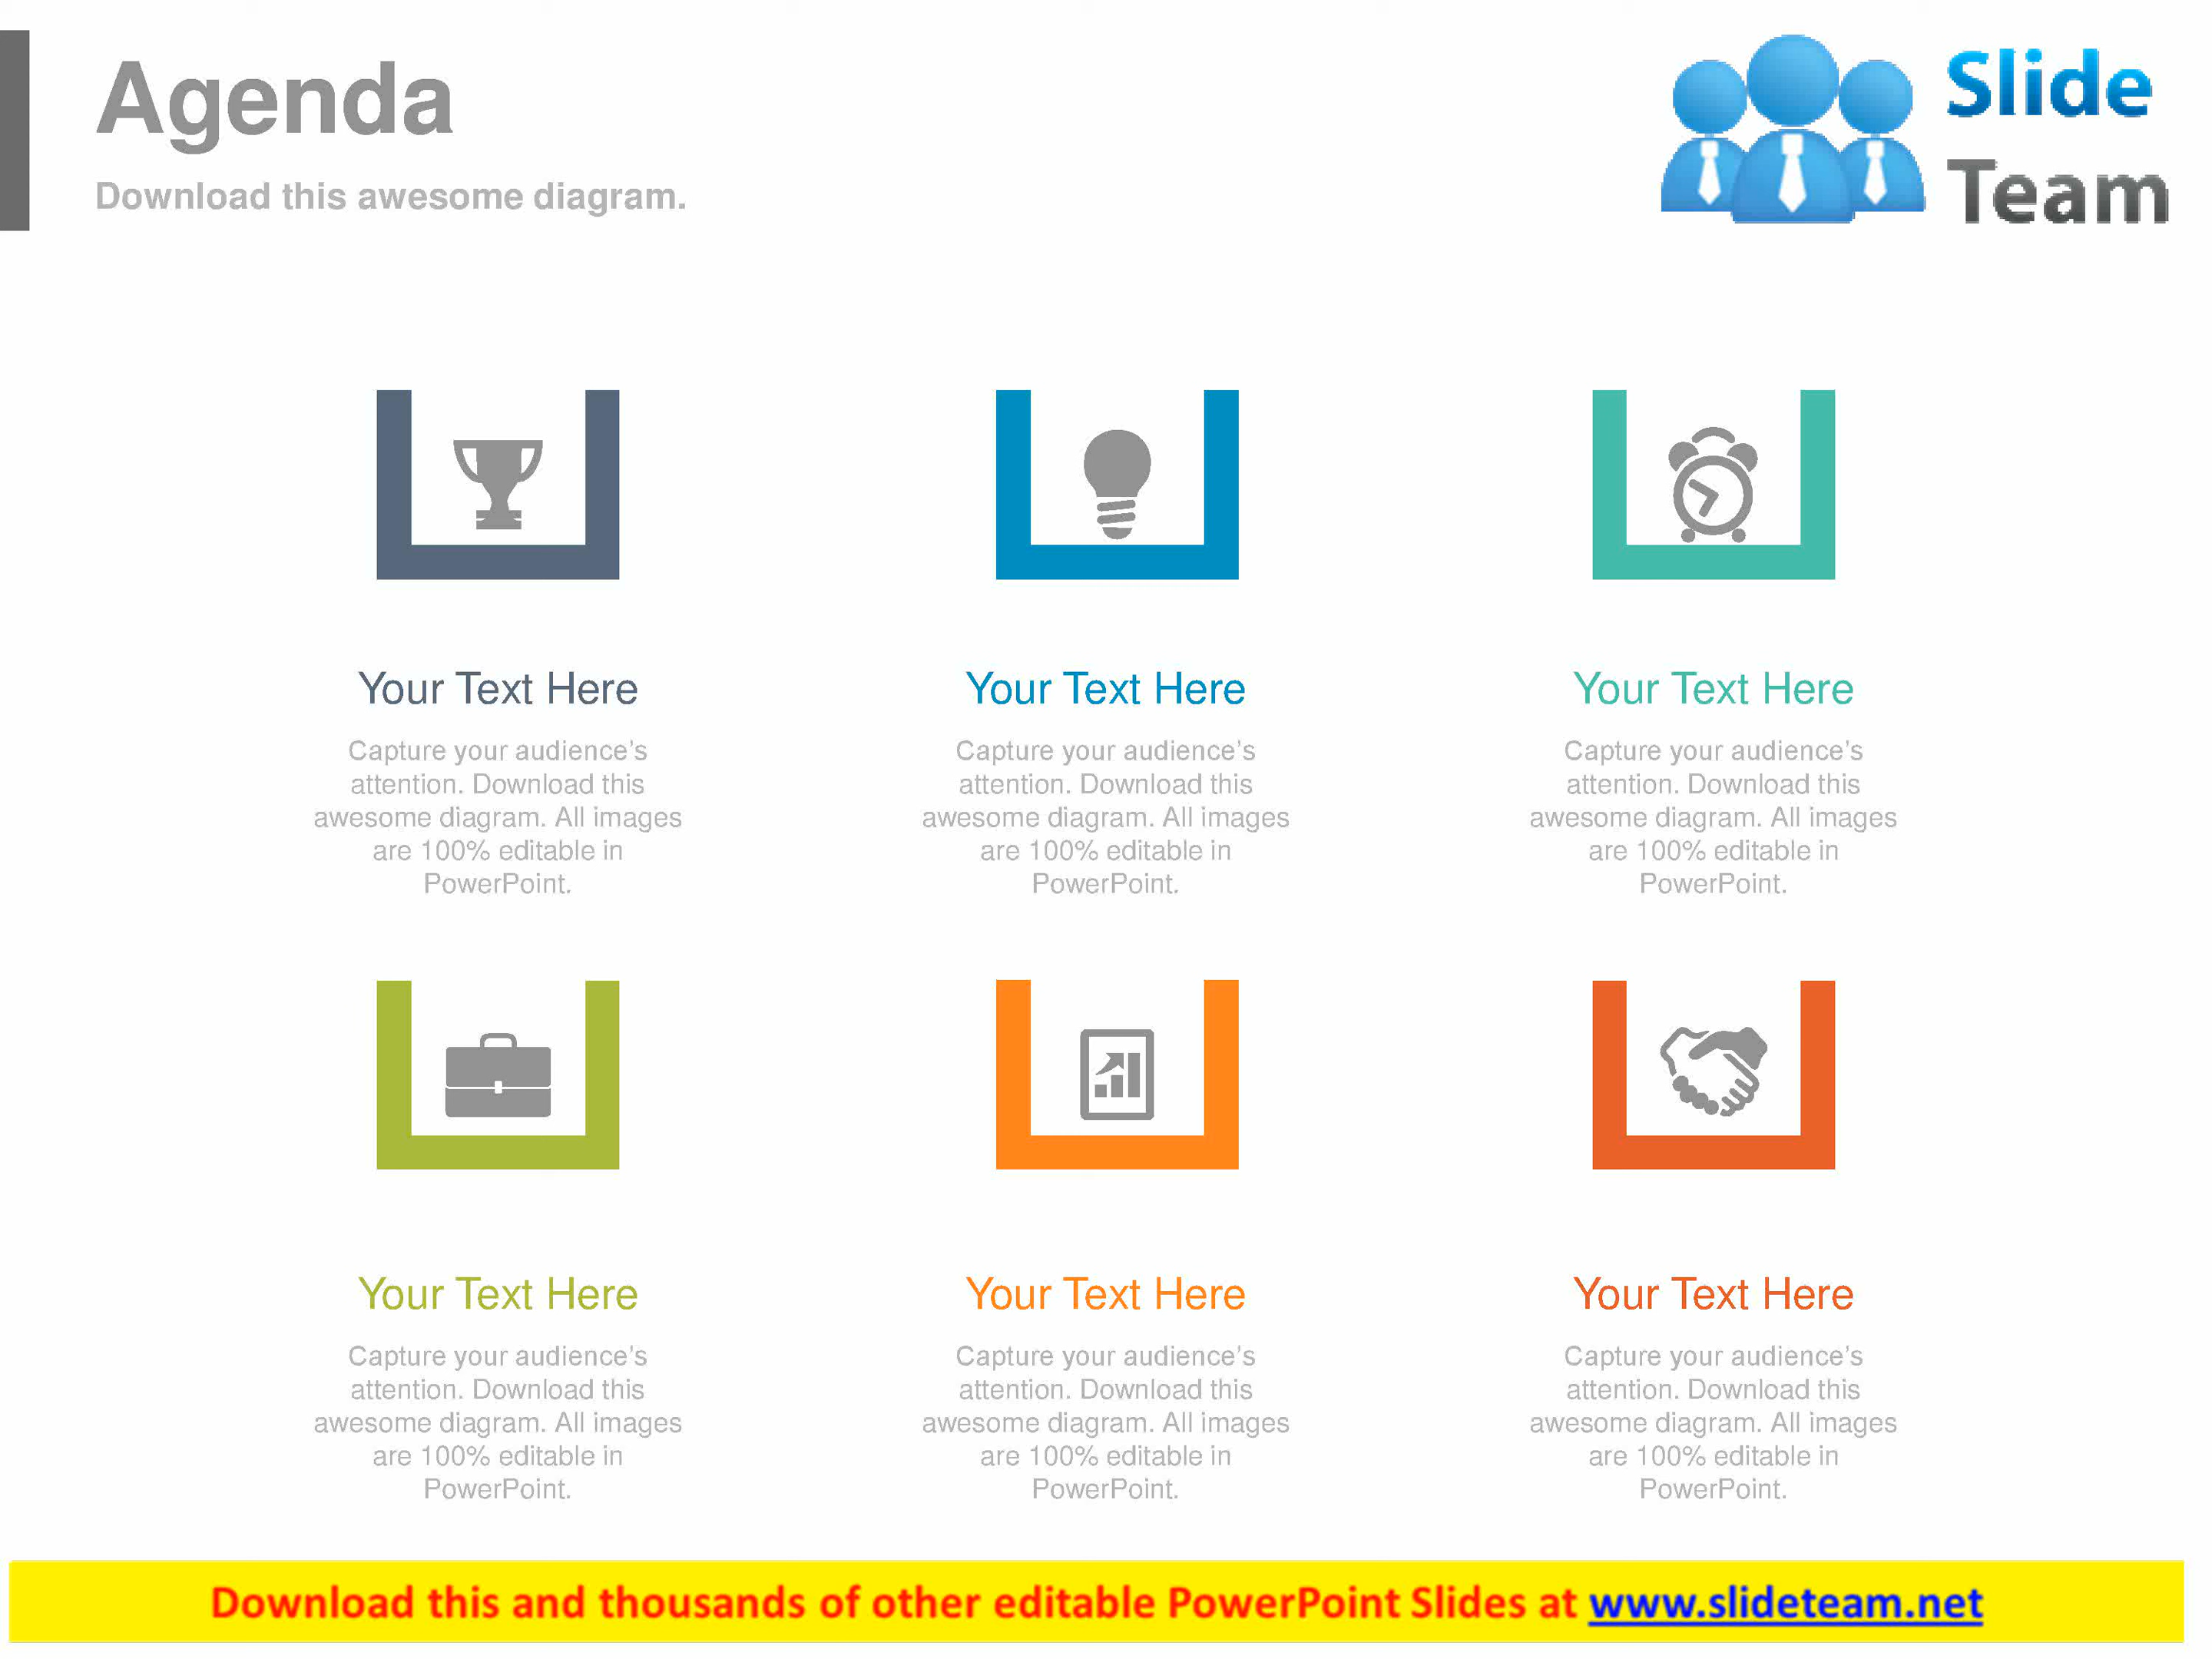 Agenda
Download this awesome diagram.
Slide
Team
Your Text Here
Capture your audience's
attention. Download this
awesome diagram. All images
are 100% editable in
PowerPoint.
Your Text Here
Capture your audience's
attention. Download this
awesome diagram. All images
are 100% editable in
PowerPoint.
Your Text Here
Capture your audience's
attention. Download this
awesome diagram. All images
are 100% editable in
PowerPoint.
Your Text Here
Capture your audience's
attention. Download this
awesome diagram. All images
are 100% editable in
PowerPoint.
Your Text Here
Capture your audience's
attention. Download this
awesome diagram. All images
are 100% editable in
PowerPoint.
Your Text Here
Capture your audience's
attention. Download this
awesome diagram. All images
are 100% editable in
PowerPoint.
Download this and thousands of other editable PowerPoint Slides at www.slideteam.net